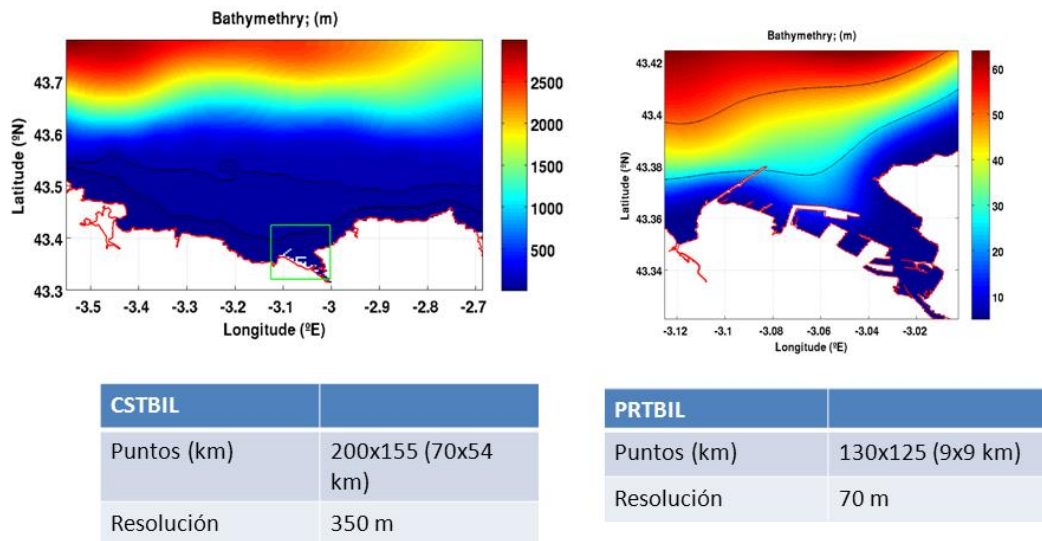 Bathymethry; (m)
43.7
43.6
43.5
43.4
43.3
Latitude (ºN)
-3.5
-3.4
-3.3
-3.2
-3.1
-3
-2.9
-2.8
-2.7
Longitude (ºE)
2500
2000
1500
1000
500
Bathymethry; (m)
43.42
43.4
43.38
43.36
43.34
Latitude (ºN)
-3.12
-3.1
-3.08
-3.06
-3.04
-3.02
Longitude (ºE)
60
50
40
30
20
10
CSTBIL
Puntos (km)
200x155 (70x54
km)
Resolución
350 m
PRTBIL
Puntos (km)
130x125 (9x9 km)
Resolución
70 m